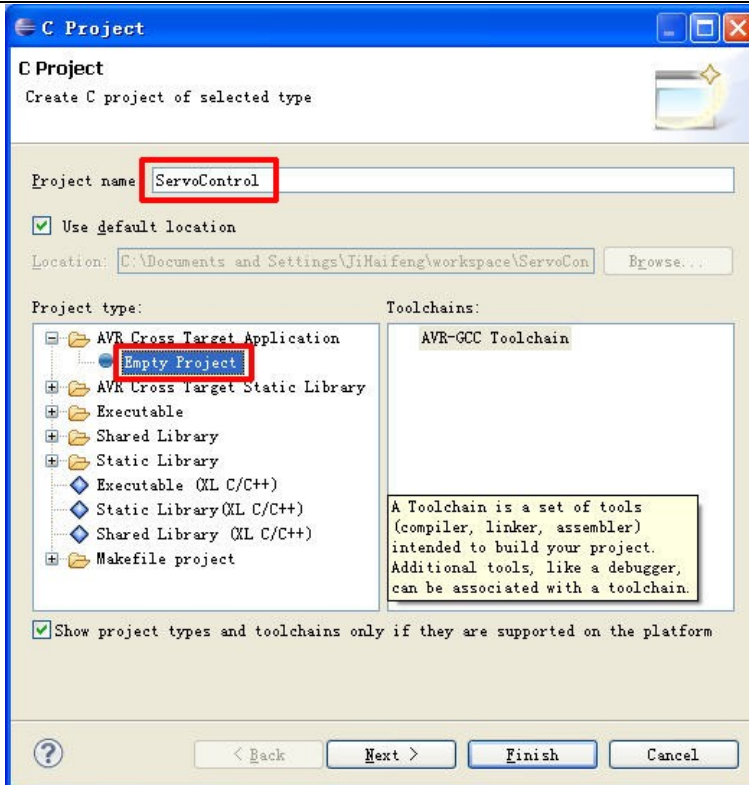 C Project
C Project
Create C project of selected type
Project name ServoControl
Use default location
Location: C:\Documents and Settings\JiHaifeng\workspace\ServoCon Browse...
Project type:
AVR Cross Target Application
Empty Project
AVR Cross Target Static Library
Executable
Shared Library
Static Library
Executable (XL C/C++)
Static Library(XL C/C++)
Shared Library (XL C/C++)
Makefile project
Toolchains:
AVR-GCC Toolchain
A Toolchain is a set of tools
(compiler, linker, assembler)
intended to build your project.
Additional tools, like a debugger,
can be associated with a toolchain.
Show project types and toolchains only if they are supported on the platform
? < Back Next > Finish Cancel